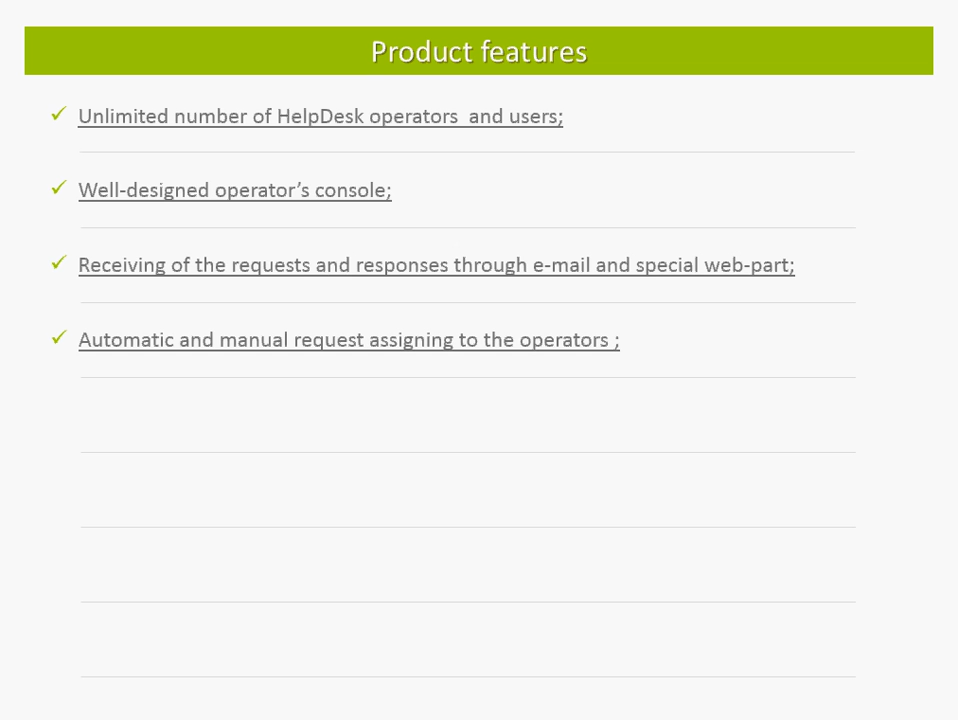 Product features
Unlimited number of HelpDesk operators  and users;
Well-designed operator’s console;
Receiving of the requests and responses through e-mail and special web-part;
Automatic and manual request assigning to the operators ;